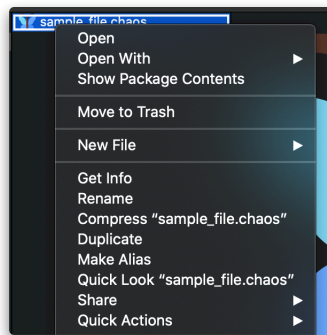 sample_file.chaos
Open
Open With
Show Package Contents
Move to Trash
New File
Get Info
Rename
Compress “sample_file.chaos”
Duplicate
Make Alias
Quick Look “sample_file.chaos”
Share
Quick Actions